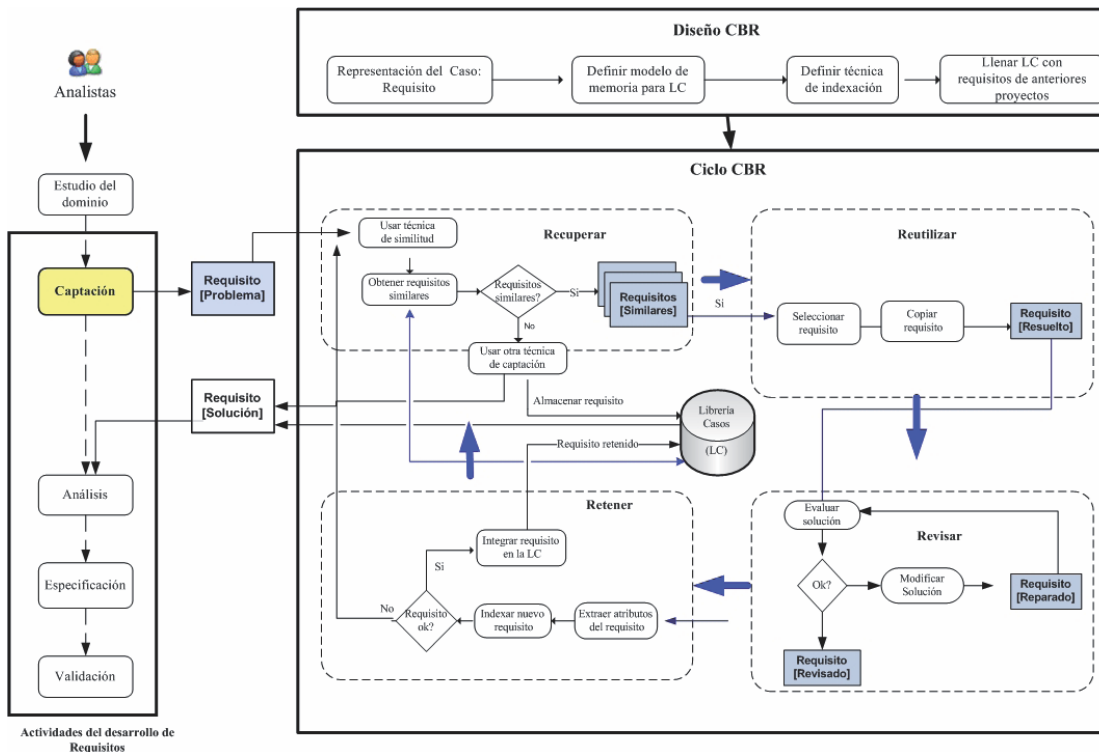 Diseño CBR
Representación del Caso:
Requisito
Definir modelo de
memoria para LC
Definir técnica
de indexación
Llenar LC con
requisitos de anteriores
proyectos
Analistas
Estudio del
dominio
Captación
Análisis
Especificación
Validación
Actividades del desarrollo de
Requisitos
Requisito
[Problema]
Requisito
[Solución]
Ciclo CBR
Recuperar
Usar técnica
de similitud
Obtener requisitos
similares
Requisitos
similares?
Si
No
Requisitos
[Similares]
Usar otra técnica
de captación
Si
Reutilizar
Seleccionar
requisito
Copiar
requisito
Requisito
[Resuelto]
Almacenar requisito
Librería
Casos
(LC)
Requisito retenido
Retener
Integrar requisito
en la LC
Si
No
Requisito
ok?
Indexar nuevo
requisito
Extraer atributos
del requisito
Revisar
Evaluar
solución
Ok?
Modificar
Solución
Requisito
[Reparado]
Requisito
[Revisado]